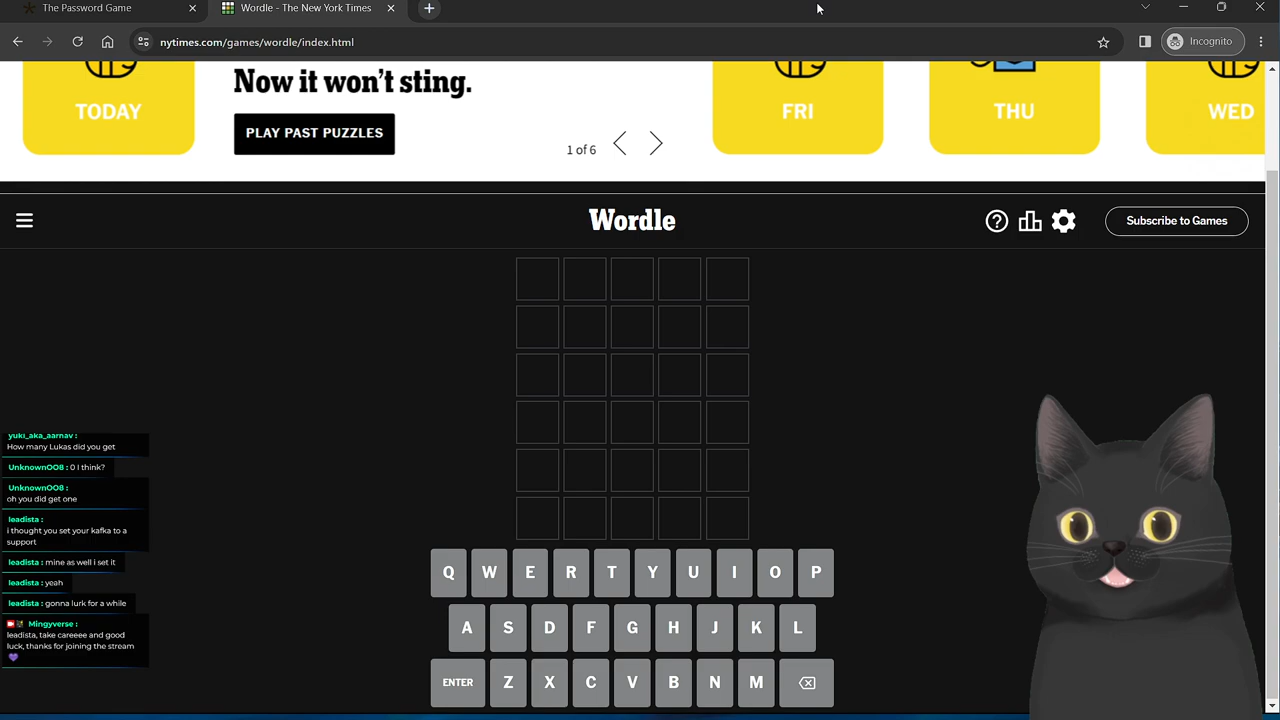 The Password Game
Wordle - The New York Times
nytimes.com/games/wordle/index.html
Incognito
TODAY
Now it won't sting.
PLAY PAST PUZZLES
1 of 6
FRI
THU
WED
Wordle
Subscribe to Games
yuki_aka_aarnav :
How many Lukas did you get
Unknown008 : 0 I think?
Unknown008 :
oh you did get one
leadista :
i thought you set your kafka to a
support
leadista : mine as well i set it
leadista : yeah
leadista : gonna lurk for a while
Mingyverse :
leadista, take careeee and good
luck, thanks for joining the stream
Q W E R T Y U I O P
A S D F G H J K L
ENTER Z X C V B N M